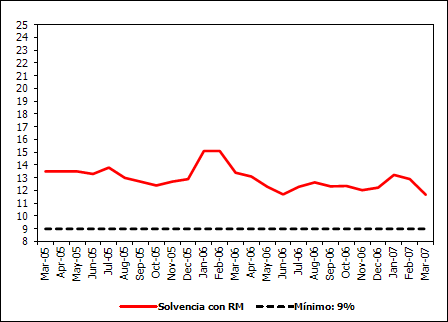 25
24
23
22
21
20
19
18
17
16
15
14
13
12
11
10
9
8
Mar-05
Apr-05
May-05
Jun-05
Jul-05
Aug-05
Sep-05
Oct-05
Nov-05
Dec-05
Jan-06
Feb-06
Mar-06
Apr-06
May-06
Jun-06
Jul-06
Aug-06
Sep-06
Oct-06
Nov-06
Dec-06
Jan-07
Feb-07
Mar-07
Solvencia con RM
Mínimo: 9%